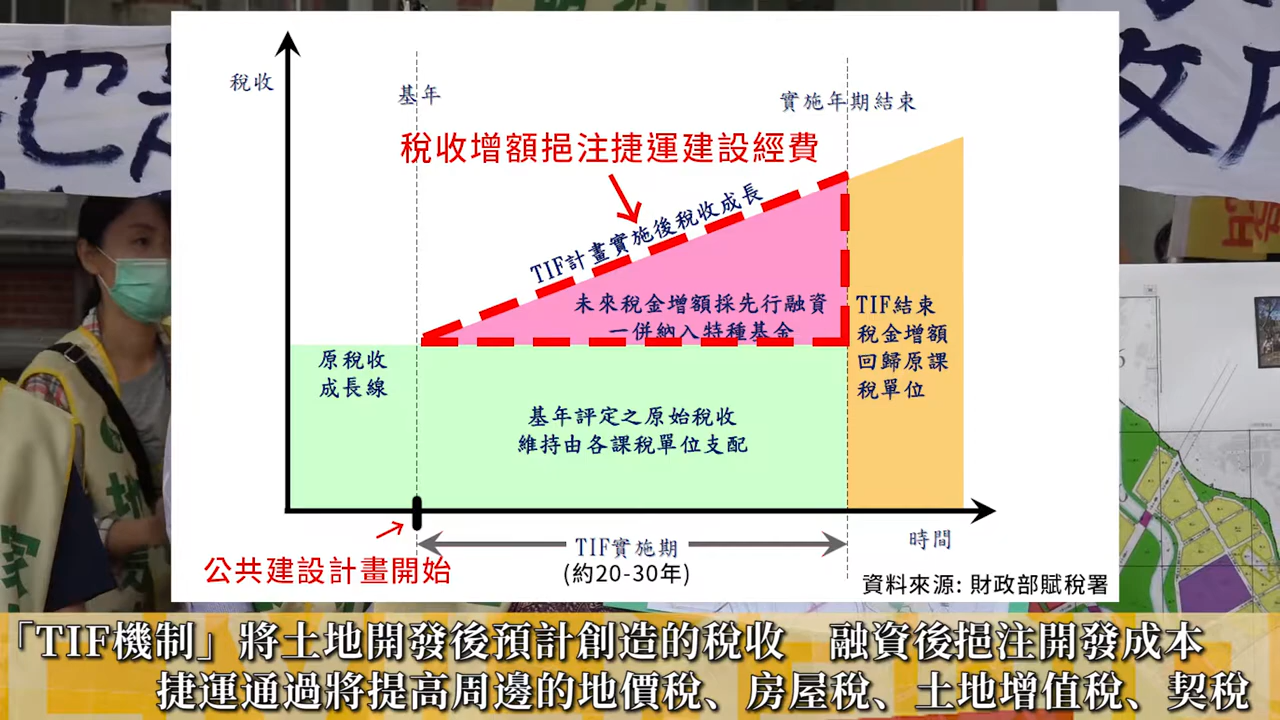 稅收
基年
實施年期結束
稅收增額挹注捷運建設經費
TIF計畫實施後稅收成長
未來稅金增額採先行融資
一併納入特種基金
TIF結束
稅金增額
回歸原課
稅單位
原稅收
成長線
基年評定之原始稅收
維持由各課稅單位支配
時間
TIF實施期
(約20-30年)
公共建設計畫開始
資料來源: 財政部賦稅署
「TIF機制」將土地開發後預計創造的稅收 融資後挹注開發成本
捷運通過將提高周邊的地價稅、房屋稅、土地增值稅、契稅